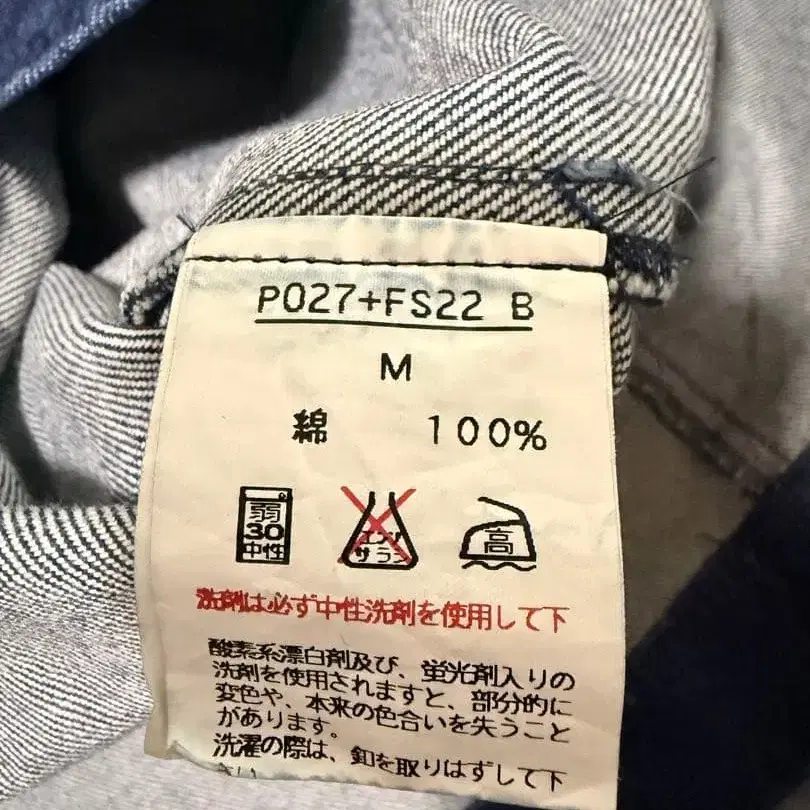 P027+FS22 B
M
綿 100%
弱
30
中性
エンソ
サラシ
高
洗剤は必ず中性洗剤を使用して下
酸素系漂白剤及び、蛍光剤入りの
洗剤を使用されますと、部分的に
変色や、本来の色合いを失うこと
があります。
洗濯の際は、釦を取りはずして下
さい